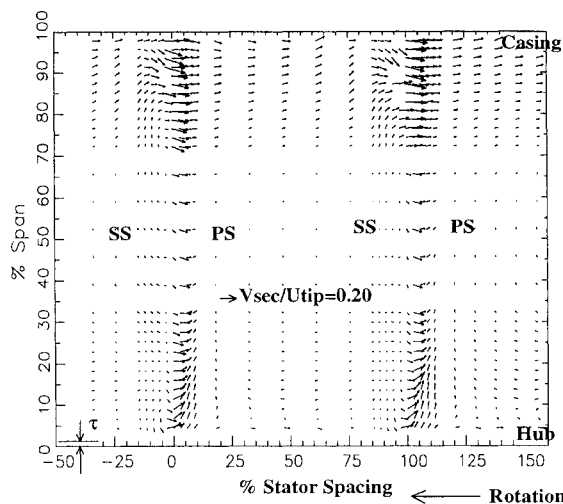 100
Casing
90
80
70
60
% Span
50
SS PS SS PS
40
→Vsec/Utip=0.20
30
20
10
τ
0
Hub
-50 -25 0 25 50 75 100 125 150
% Stator Spacing
Rotation